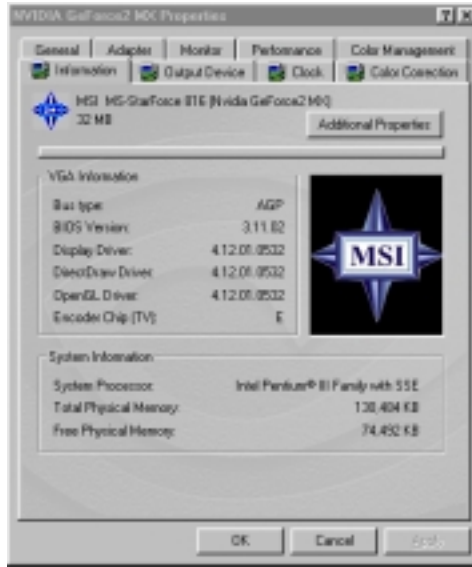 NVIDIA GeForce2 MX Properties
General Adapter Monitor Performance Color Management
Information Output Device Clock Color Correction
MSI MS-StarForce 816 (Nvidia GeForce2 MX)
32 MB
Additional Properties
VGA Information
Bus type: AGP
BIOS Version: 3.11.02
Display Driver: 4.12.01.0532
DirectDraw Driver: 4.12.01.0532
OpenGL Driver: 4.12.01.0532
Encoder Chip (TV): E
MSI
System Information
System Processor: Intel Pentium® III Family with SSE
Total Physical Memory: 130,484 KB
Free Physical Memory: 74,492 KB
OK Cancel Apply